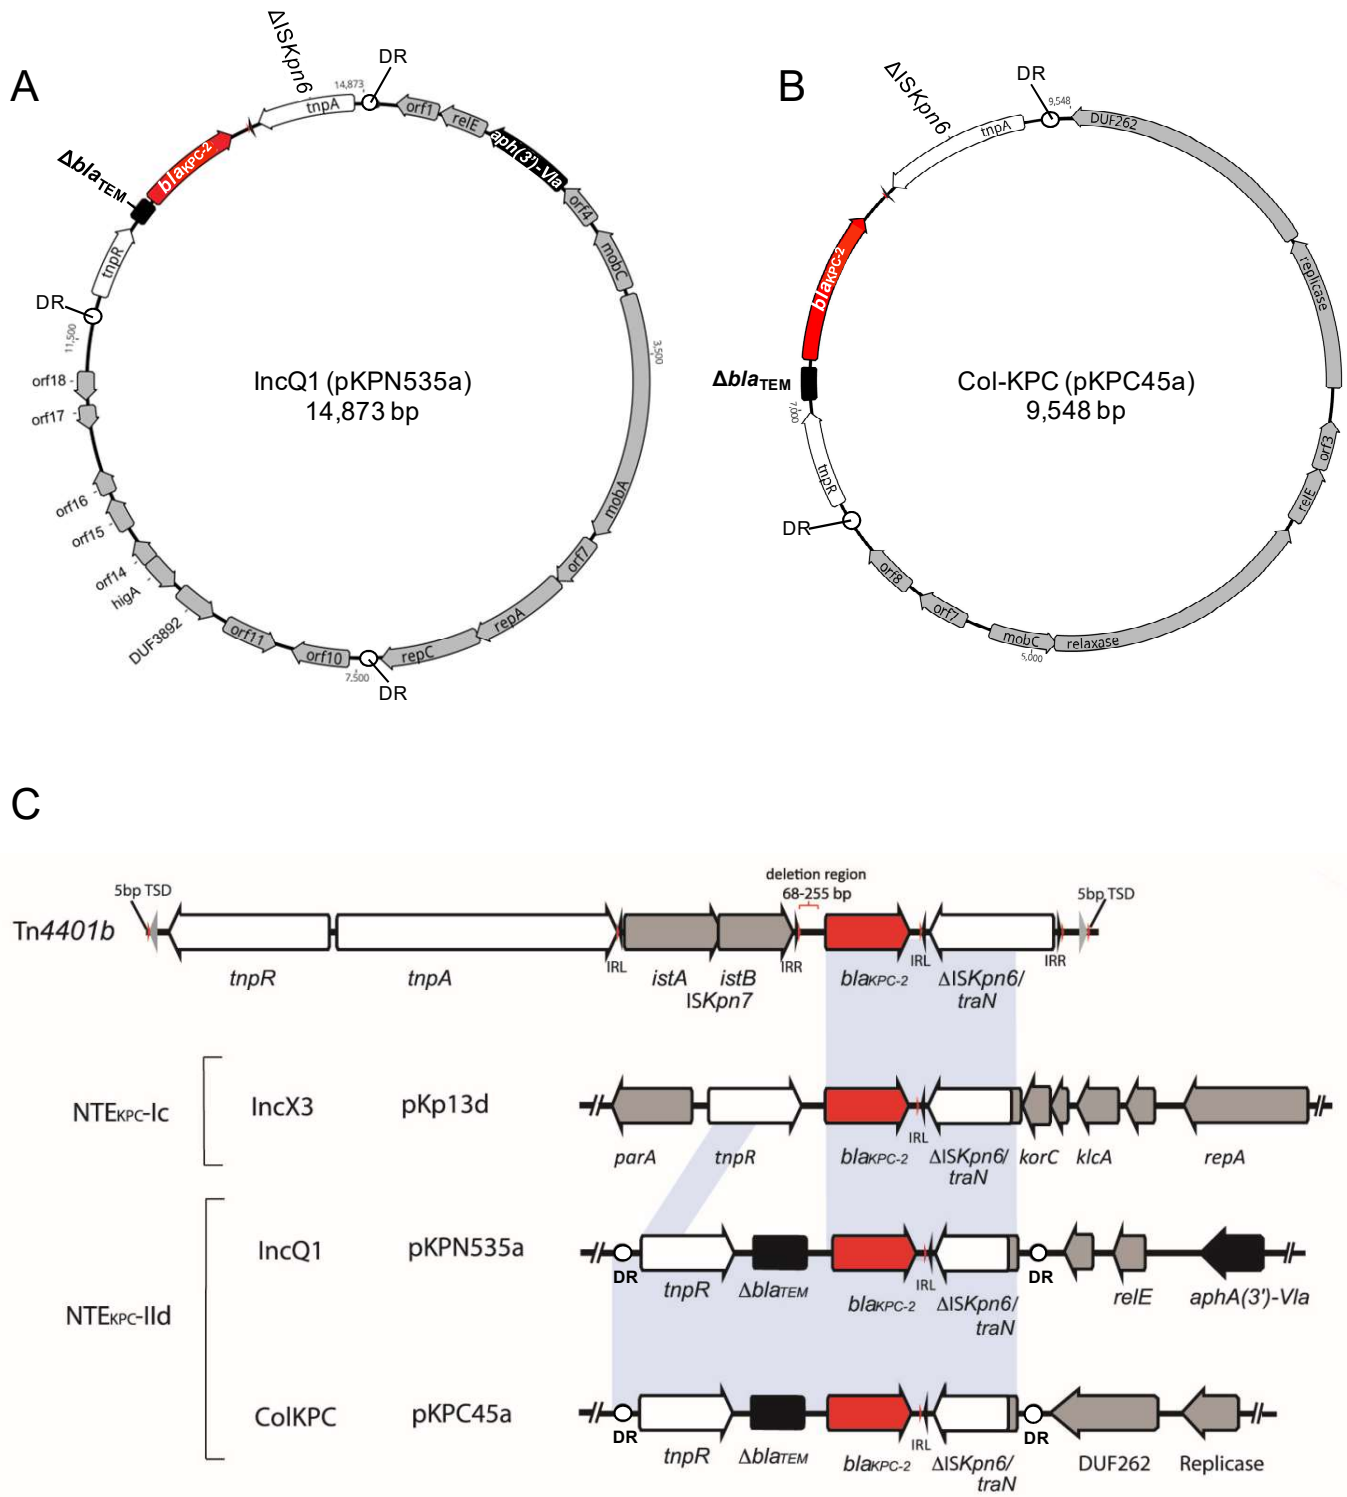 A
ΔISKpn6
DR
14,873
tnpA
orf1
relE
aph(3')-VIa
orf4
mobC
3,500
mobA
orf7
repA
repC
DR
7,500
orf10
orf11
DUF3892
higA
orf14
orf15
orf16
orf17
orf18
11,500
DR
tnpR
ΔblaTEM
blaKPC-2
IncQ1 (pKPN535a)
14,873 bp
B
ΔISKpn6
DR
9,548
tnpA
DUF262
replicase
orf3
relE
relaxase
5,000
mobC
orf7
orf8
DR
tnpR
7,000
ΔblaTEM
blaKPC-2
Col-KPC (pKPC45a)
9,548 bp
C
deletion region
68-255 bp
5bp TSD
5bp TSD
Tn4401b
IRL
IRR
IRL
IRR
tnpR
tnpA
istA
istB
ISKpn7
blaKPC-2
ΔISKpn6/
traN
NTEKPC-Ic
IncX3
pKp13d
parA
tnpR
blaKPC-2
IRL
ΔISKpn6/
traN
korC
klcA
repA
NTEKPC-IId
IncQ1
pKPN535a
DR
tnpR
ΔblaTEM
blaKPC-2
IRL
ΔISKpn6/
traN
DR
relE
aphA(3')-VIa
ColKPC
pKPC45a
DR
tnpR
ΔblaTEM
blaKPC-2
IRL
ΔISKpn6/
traN
DR
DUF262
Replicase